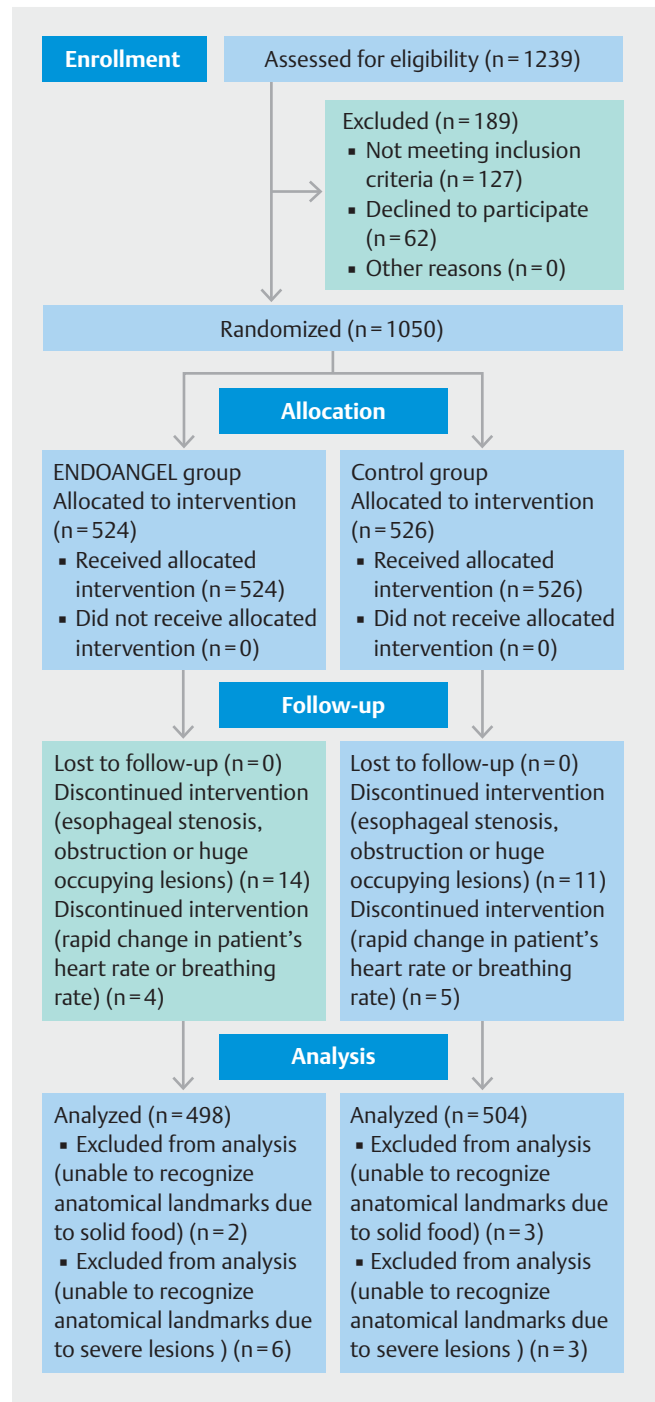 Enrollment
Assessed for eligibility (n = 1239)
Excluded (n = 189)
▪ Not meeting inclusion
criteria (n = 127)
▪ Declined to participate
(n = 62)
▪ Other reasons (n = 0)
Randomized (n = 1050)
Allocation
ENDOANGEL group
Allocated to intervention
(n = 524)
▪ Received allocated
intervention (n = 524)
▪ Did not receive allocated
intervention (n = 0)
Control group
Allocated to intervention
(n = 526)
▪ Received allocated
intervention (n = 526)
▪ Did not receive allocated
intervention (n = 0)
Follow-up
Lost to follow-up (n = 0)
Discontinued intervention
(esophageal stenosis,
obstruction or huge
occupying lesions) (n = 14)
Discontinued intervention
(rapid change in patient’s
heart rate or breathing
rate) (n = 4)
Lost to follow-up (n = 0)
Discontinued intervention
(esophageal stenosis,
obstruction or huge
occupying lesions) (n = 11)
Discontinued intervention
(rapid change in patient’s
heart rate or breathing
rate) (n = 5)
Analysis
Analyzed (n = 498)
▪ Excluded from analysis
(unable to recognize
anatomical landmarks due
to solid food) (n = 2)
▪ Excluded from analysis
(unable to recognize
anatomical landmarks due
to severe lesions ) (n = 6)
Analyzed (n = 504)
▪ Excluded from analysis
(unable to recognize
anatomical landmarks due
to solid food) (n = 3)
▪ Excluded from analysis
(unable to recognize
anatomical landmarks due
to severe lesions ) (n = 3)